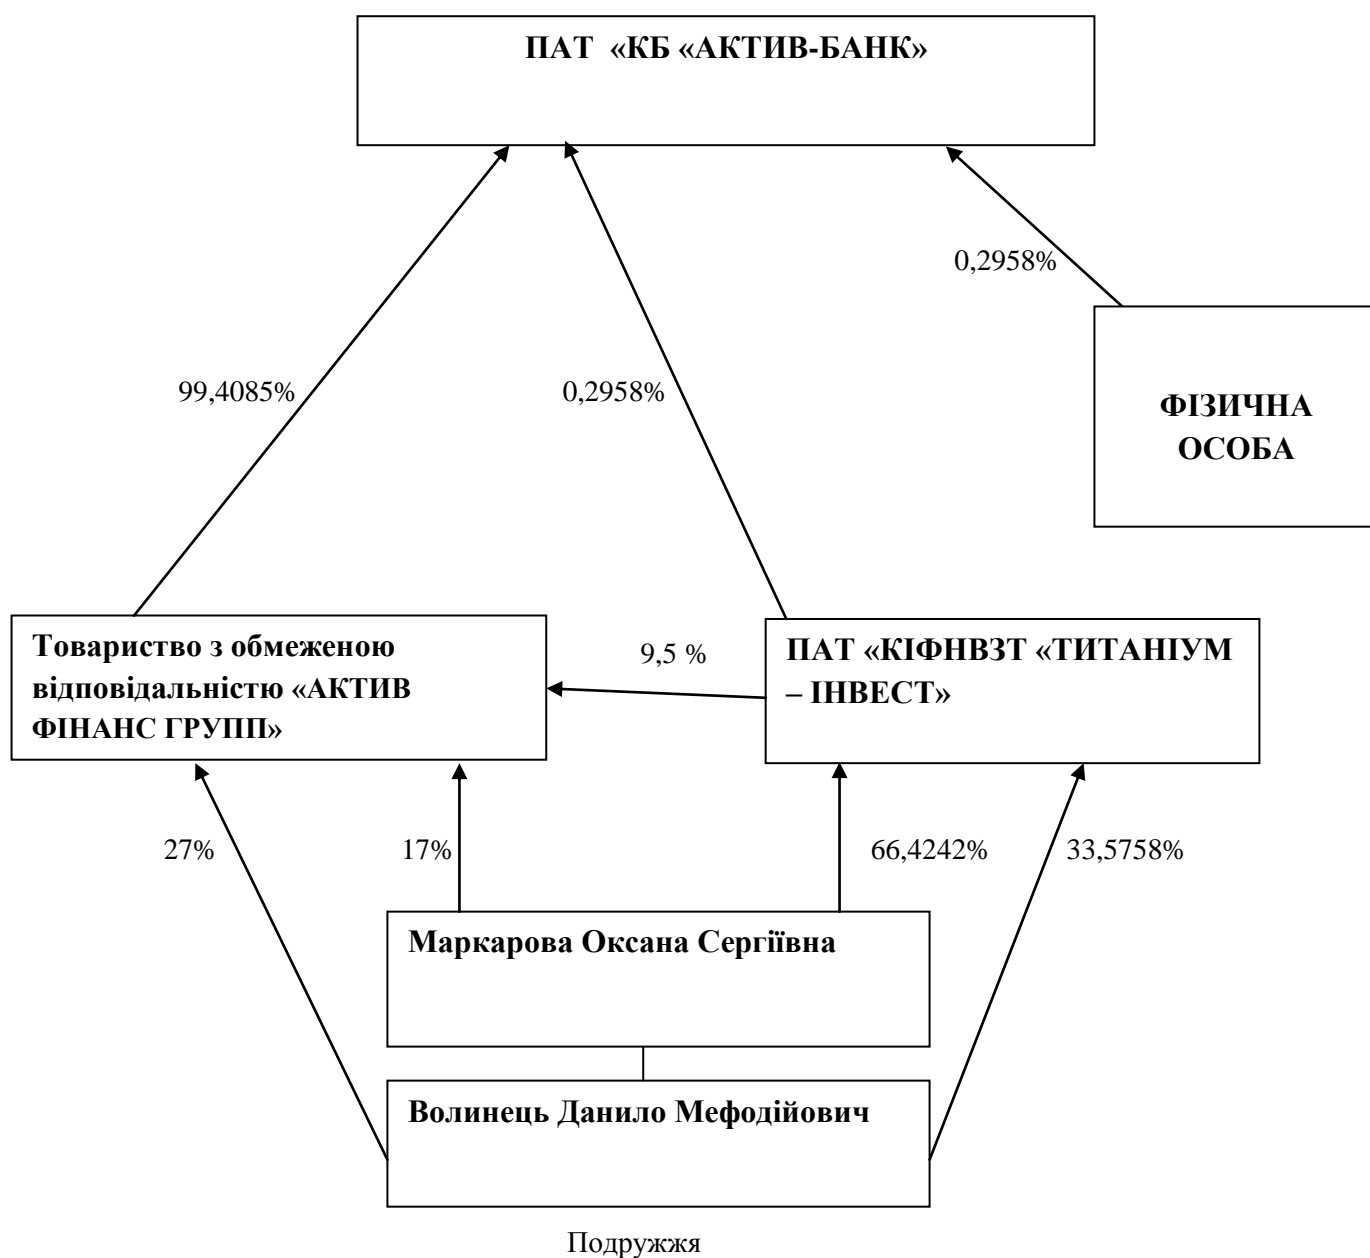 ПАТ «КБ «АКТИВ-БАНК»
0,2958%
99,4085%
0,2958%
ФІЗИЧНА
ОСОБА
Товариство з обмеженою
відповідальністю «АКТИВ
ФІНАНС ГРУПП»
9,5 %
ПАТ «КІФНВЗТ «ТИТАНІУМ
– ІНВЕСТ»
27%
17%
66,4242%
33,5758%
Маркарова Оксана Сергіївна
Волинець Данило Мефодійович
Подружжя